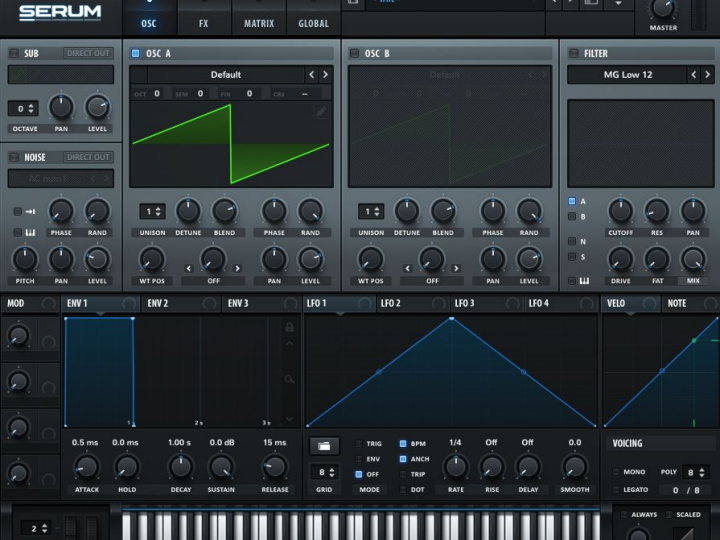 SERUM
OSC FX MATRIX GLOBAL
MASTER
SUB DIRECT OUT
OSC A
OSC B
FILTER
Default
Default
MG Low 12
OCT 0 SEM 0 FIN 0 CRS --
0
OCTAVE PAN LEVEL
NOISE DIRECT OUT
A
B
N
S
1
UNISON DETUNE BLEND PHASE RAND
1
UNISON DETUNE BLEND PHASE RAND
PHASE RAND
CUTOFF RES PAN
PITCH PAN LEVEL
WT POS OFF PAN LEVEL
WT POS OFF PAN LEVEL
DRIVE FAT MIX
MOD ENV 1 ENV 2 ENV 3 LFO 1 LFO 2 LFO 3 LFO 4 VELO NOTE
1 2 s 3 s
0.5 ms 0.0 ms 1.00 s 0.0 dB 15 ms
ATTACK HOLD DECAY SUSTAIN RELEASE
8
GRID
TRIG
ENV
OFF
MODE
BPM
ANCH
TRIP
DOT
1/4 Off Off 0.0
RATE RISE DELAY SMOOTH
VOICING
MONO POLY 8
LEGATO 0 / 8
2
ALWAYS SCALED